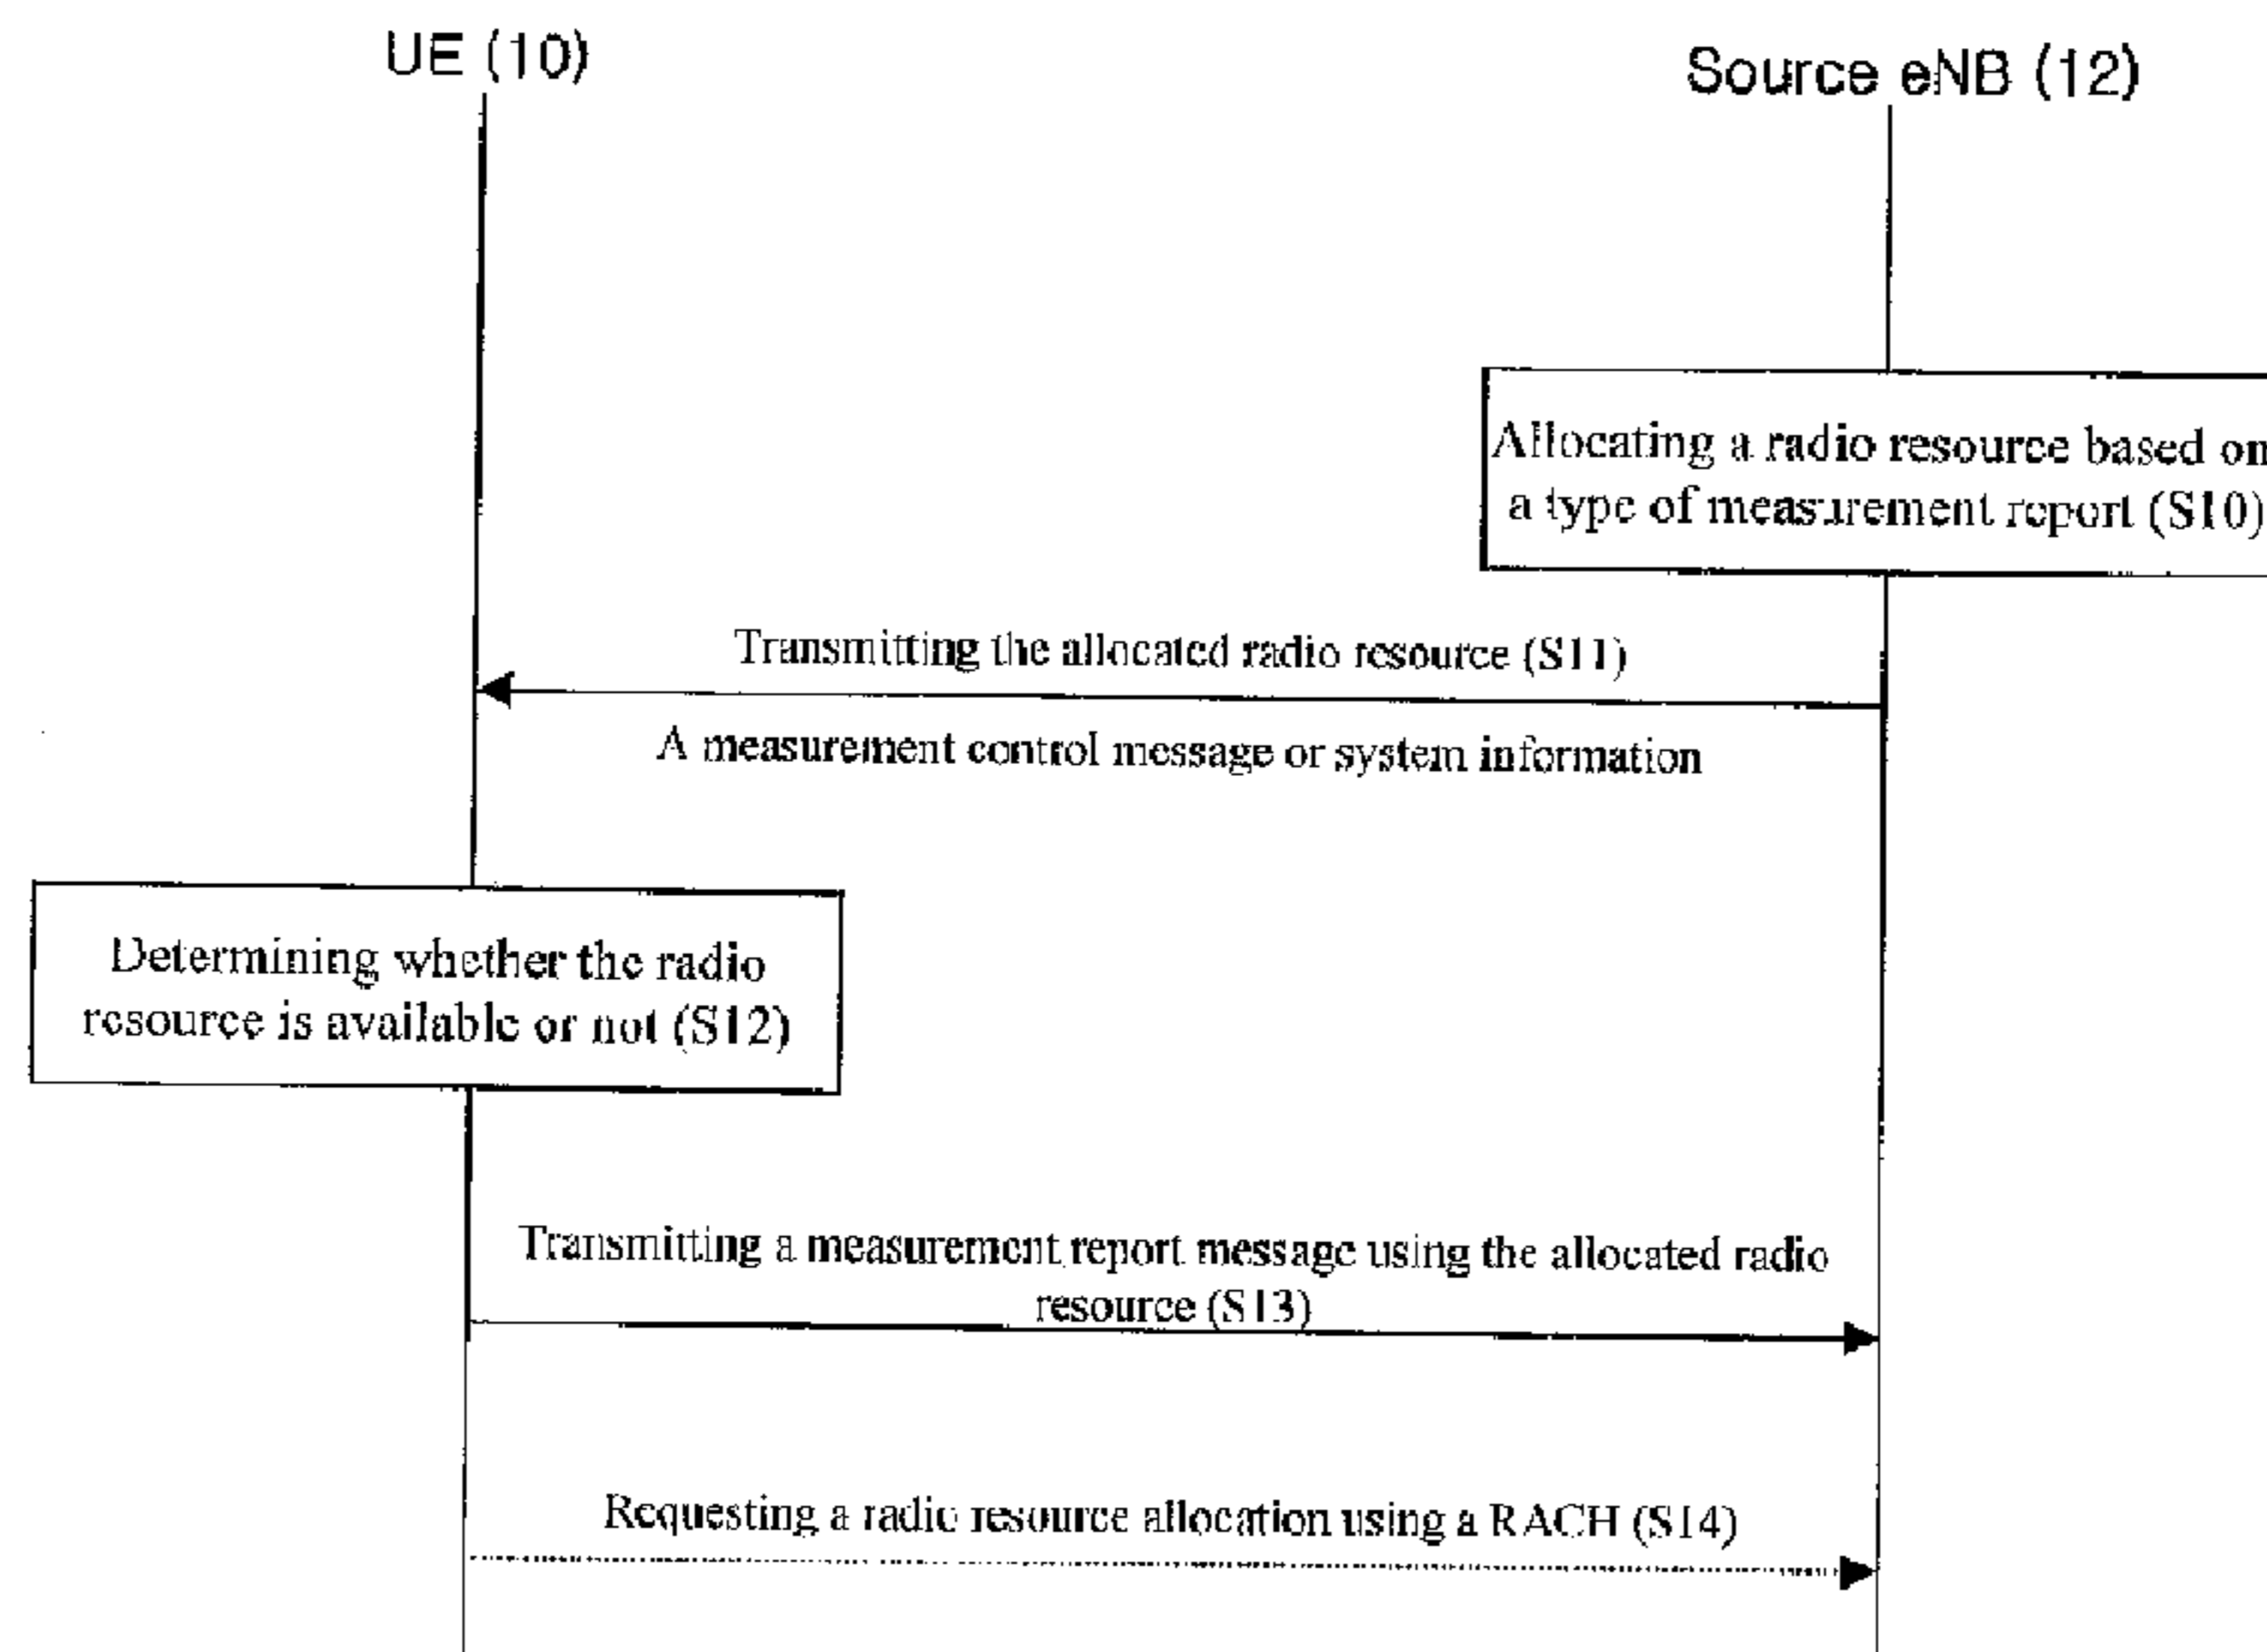 UE (10)
Source eNB (12)
Allocating a radio resource based on
a type of measurement report (S10)
Transmitting the allocated radio resource (S11)
A measurement control message or system information
Determining whether the radio
resource is available or not (S12)
Transmitting a measurement report message using the allocated radio
resource (S13)
Requesting a radio resource allocation using a RACH (S14)